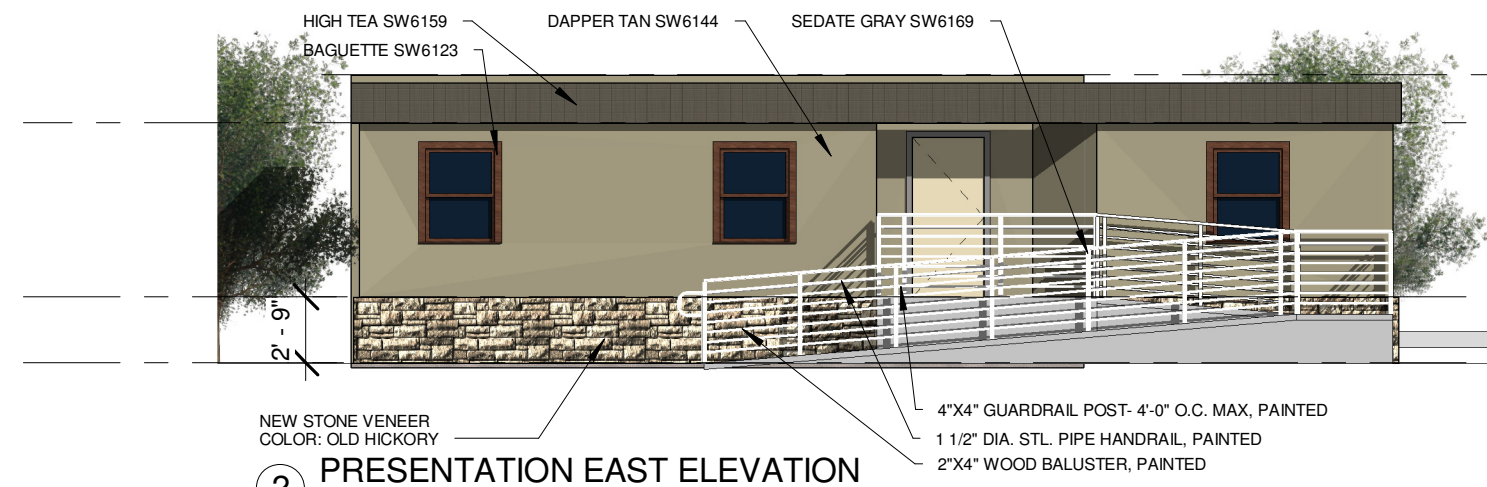 HIGH TEA SW6159
DAPPER TAN SW6144
SEDATE GRAY SW6169
BAGUETTE SW6123
2' - 9"
NEW STONE VENEER
COLOR: OLD HICKORY
4"X4" GUARDRAIL POST- 4'-0" O.C. MAX, PAINTED
1 1/2" DIA. STL. PIPE HANDRAIL, PAINTED
2"X4" WOOD BALUSTER, PAINTED
2
PRESENTATION EAST ELEVATION